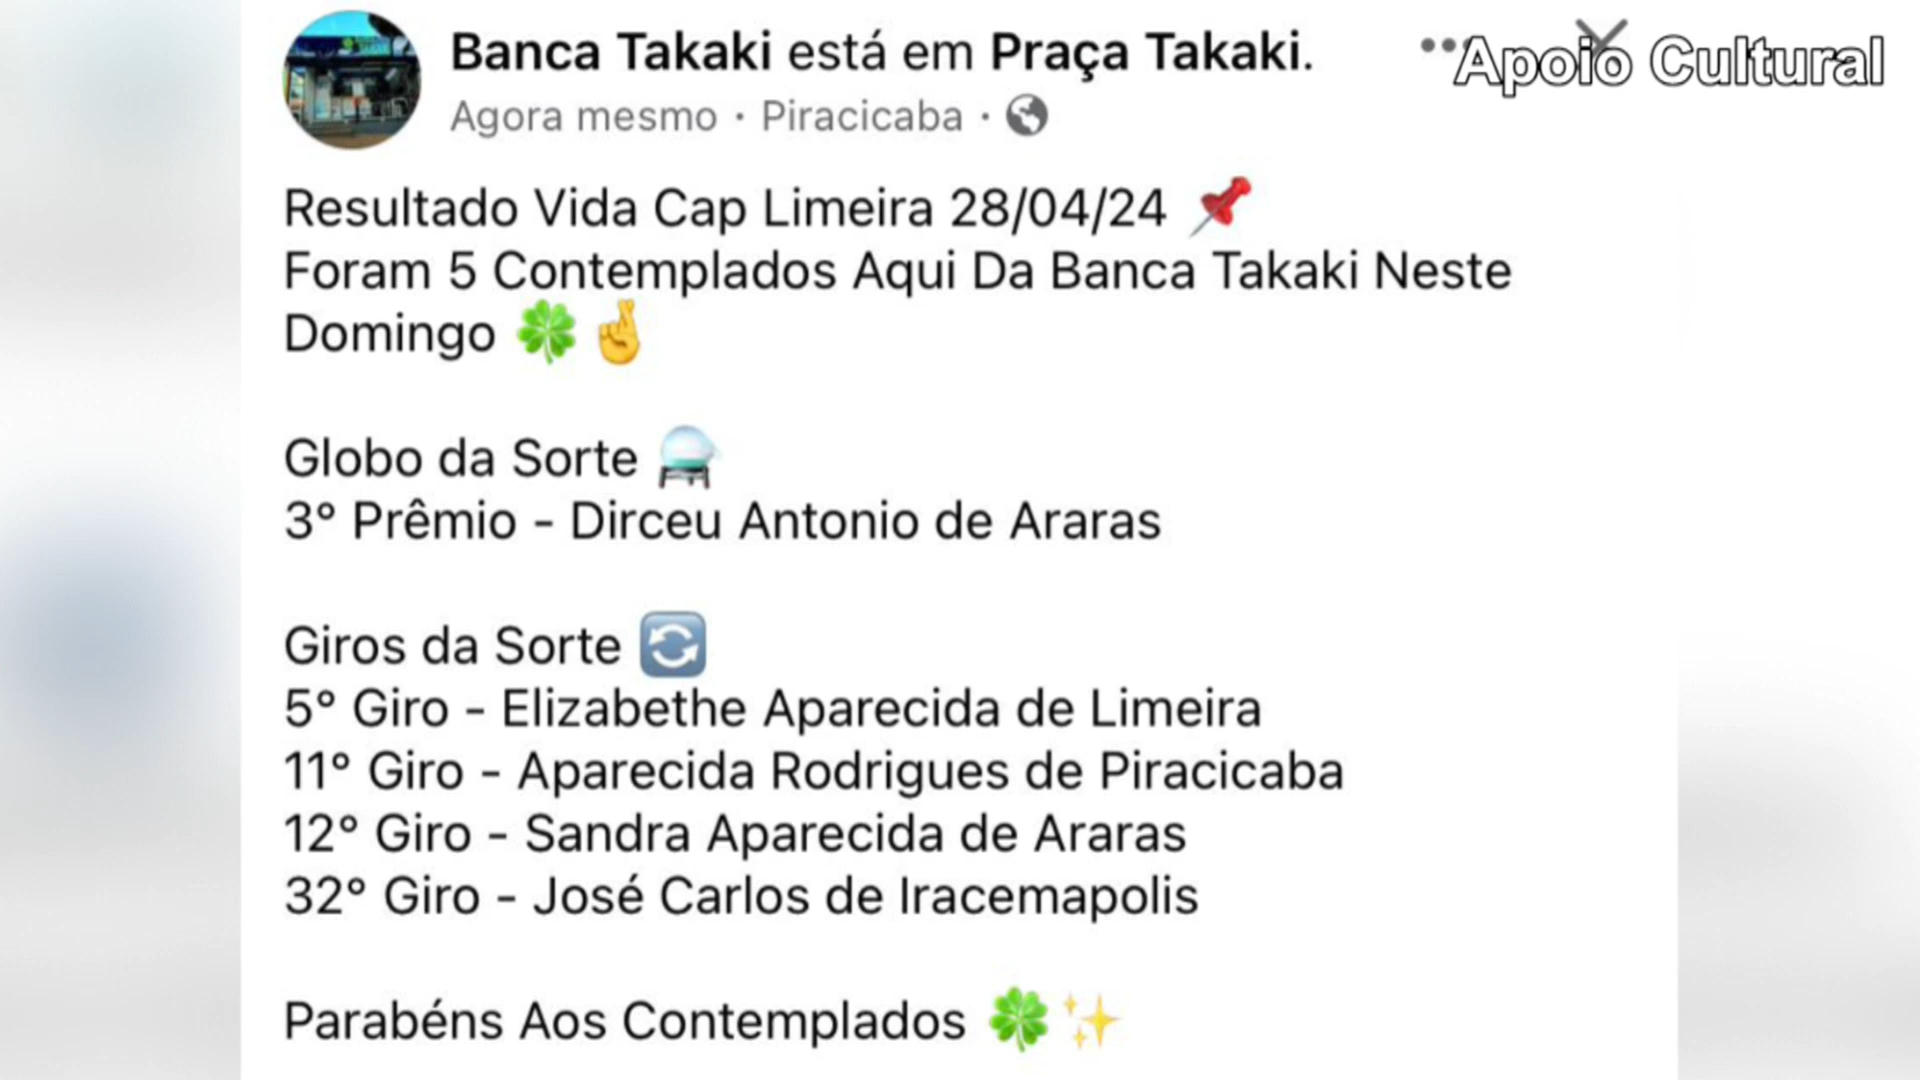 Banca Takaki está em Praça Takaki.
Apoio Cultural
Agora mesmo · Piracicaba ·
Resultado Vida Cap Limeira 28/04/24 📌
Foram 5 Contemplados Aqui Da Banca Takaki Neste
Domingo 🍀🤞
Globo da Sorte
3° Prêmio - Dirceu Antonio de Araras
Giros da Sorte 🔄
5° Giro - Elizabethe Aparecida de Limeira
11° Giro - Aparecida Rodrigues de Piracicaba
12° Giro - Sandra Aparecida de Araras
32° Giro - José Carlos de Iracemapolis
Parabéns Aos Contemplados 🍀✨